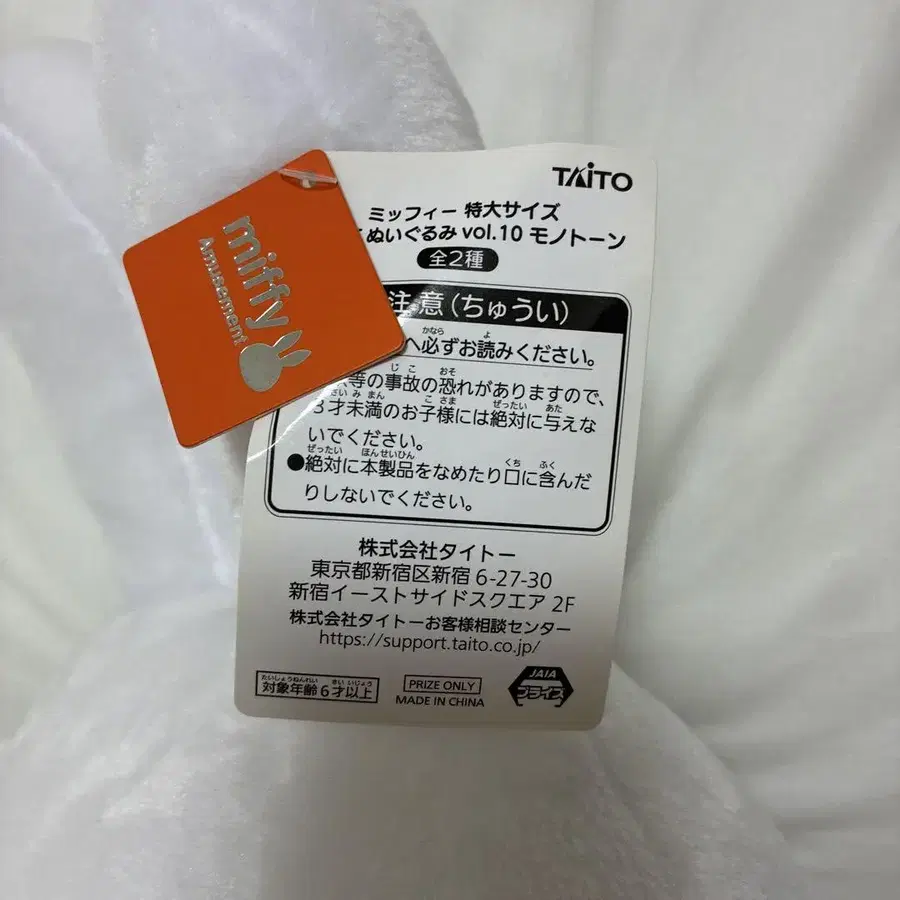 miffy
Amusement
TAITO
ミッフィー 特大サイズ
ぬいぐるみ vol.10 モノトーン
全2種
注意(ちゅうい)
へ必ずお読みください。
等の事故の恐れがありますので、
3才未満のお子様には絶対に与えな
いでください。
●絶対に本製品をなめたり口に含んだ
りしないでください。
株式会社タイトー
東京都新宿区新宿 6-27-30
新宿イーストサイドスクエア 2F
株式会社タイトーお客様相談センター
https://support.taito.co.jp/
対象年齢6才以上
PRIZE ONLY
MADE IN CHINA
JAIA
プライズ